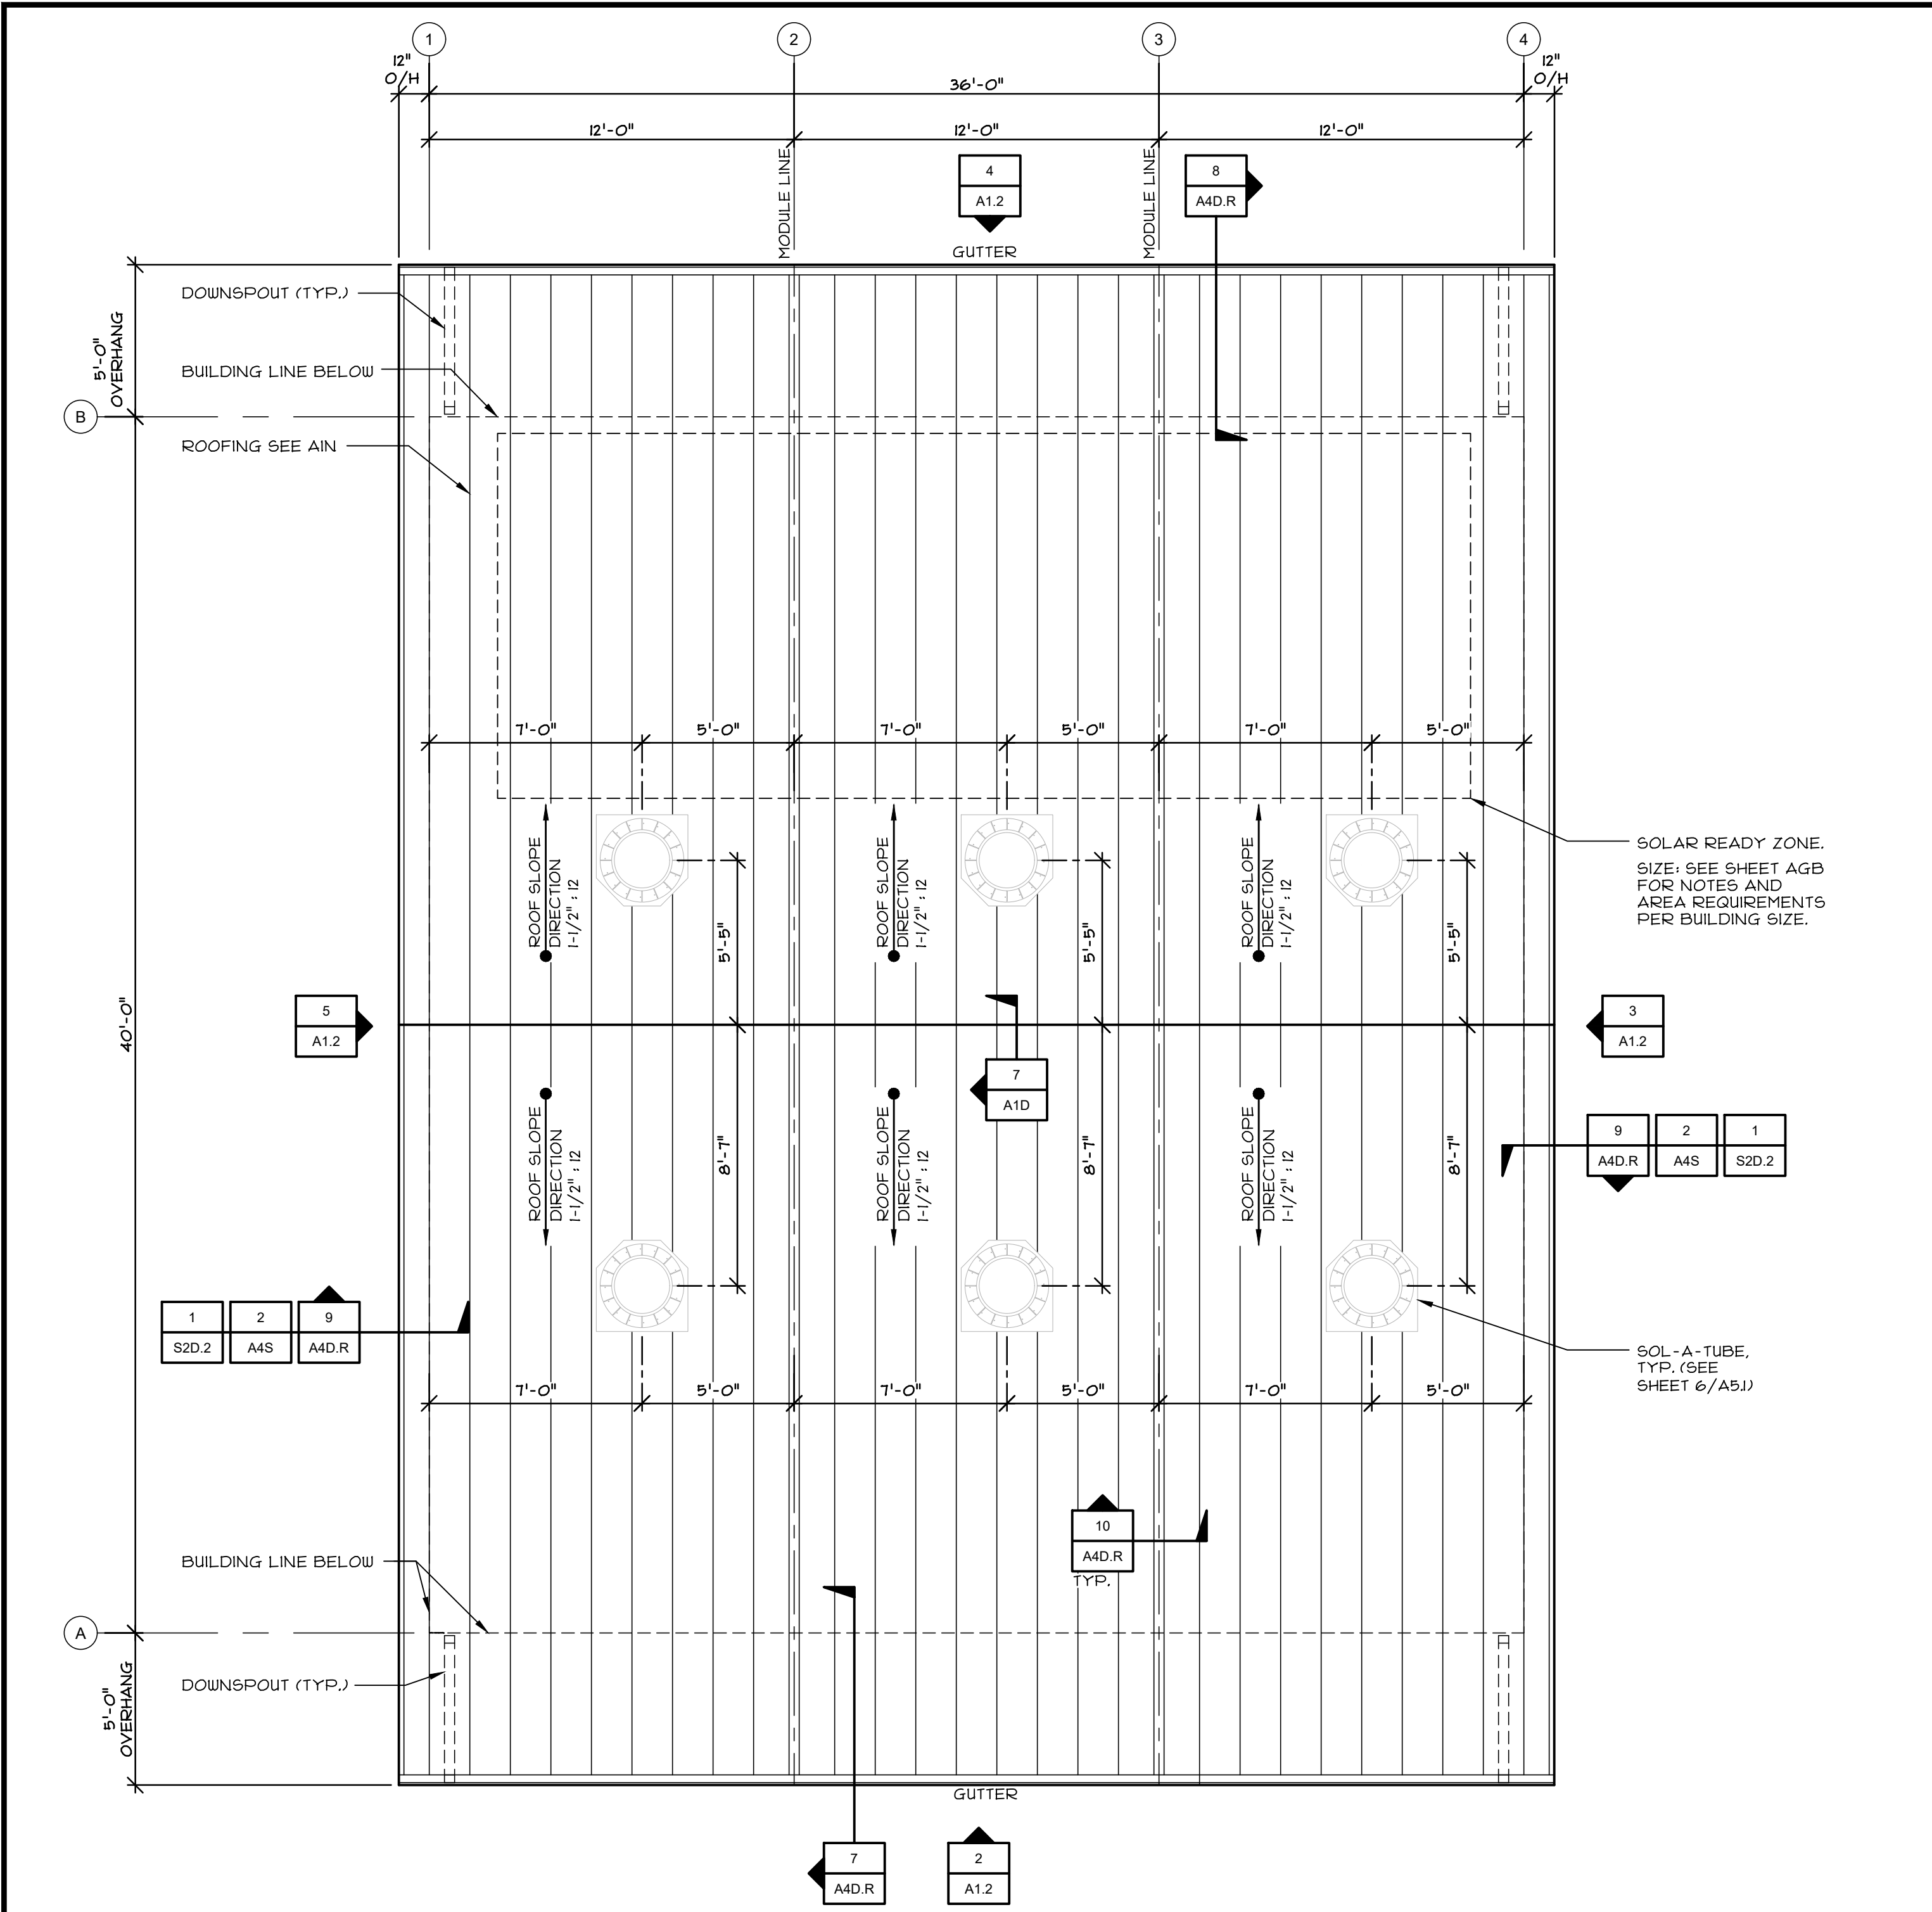 1
2
3
4
12"
O/H
36'-0"
12"
O/H
12'-0"
12'-0"
12'-0"
MODULE LINE
MODULE LINE
4
A1.2
8
A4D.R
GUTTER
DOWNSPOUT (TYP.)
5'-0"
OVERHANG
BUILDING LINE BELOW
B
ROOFING SEE A1N
7'-0"
5'-0"
7'-0"
5'-0"
7'-0"
5'-0"
ROOF SLOPE
DIRECTION
1-1/2" : 12
ROOF SLOPE
DIRECTION
1-1/2" : 12
ROOF SLOPE
DIRECTION
1-1/2" : 12
SOLAR READY ZONE.
SIZE: SEE SHEET AGB
FOR NOTES AND
AREA REQUIREMENTS
PER BUILDING SIZE.
5'-5"
5'-5"
5'-5"
40'-0"
5
A1.2
3
A1.2
7
A1D
ROOF SLOPE
DIRECTION
1-1/2" : 12
ROOF SLOPE
DIRECTION
1-1/2" : 12
ROOF SLOPE
DIRECTION
1-1/2" : 12
8'-7"
8'-7"
8'-7"
9
A4D.R
2
A4S
1
S2D.2
1
S2D.2
2
A4S
9
A4D.R
SOL-A-TUBE,
TYP. (SEE
SHEET 6/A5.1)
7'-0"
5'-0"
7'-0"
5'-0"
7'-0"
5'-0"
10
A4D.R
TYP.
BUILDING LINE BELOW
A
DOWNSPOUT (TYP.)
5'-0"
OVERHANG
GUTTER
7
A4D.R
2
A1.2